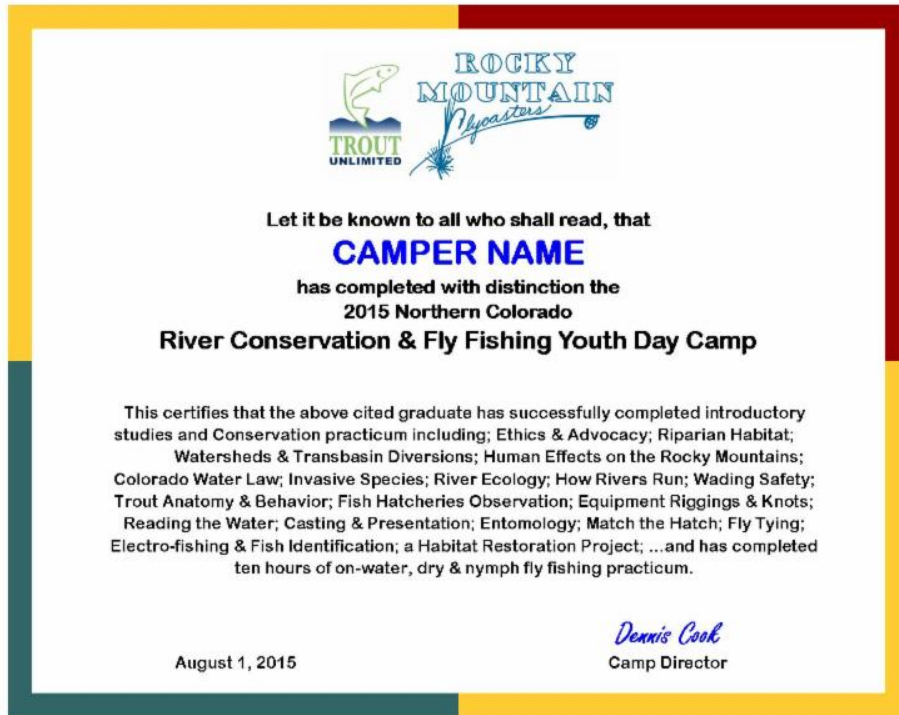 ROCKY
MOUNTAIN
Flycasters
TROUT
UNLIMITED
Let it be known to all who shall read, that
CAMPER NAME
has completed with distinction the
2015 Northern Colorado
River Conservation & Fly Fishing Youth Day Camp
This certifies that the above cited graduate has successfully completed introductory
studies and Conservation practicum including; Ethics & Advocacy; Riparian Habitat;
Watersheds & Transbasin Diversions; Human Effects on the Rocky Mountains;
Colorado Water Law; Invasive Species; River Ecology; How Rivers Run; Wading Safety;
Trout Anatomy & Behavior; Fish Hatcheries Observation; Equipment Riggings & Knots;
Reading the Water; Casting & Presentation; Entomology; Match the Hatch; Fly Tying;
Electro-fishing & Fish Identification; a Habitat Restoration Project; ...and has completed
ten hours of on-water, dry & nymph fly fishing practicum.
Dennis Cook
August 1, 2015
Camp Director